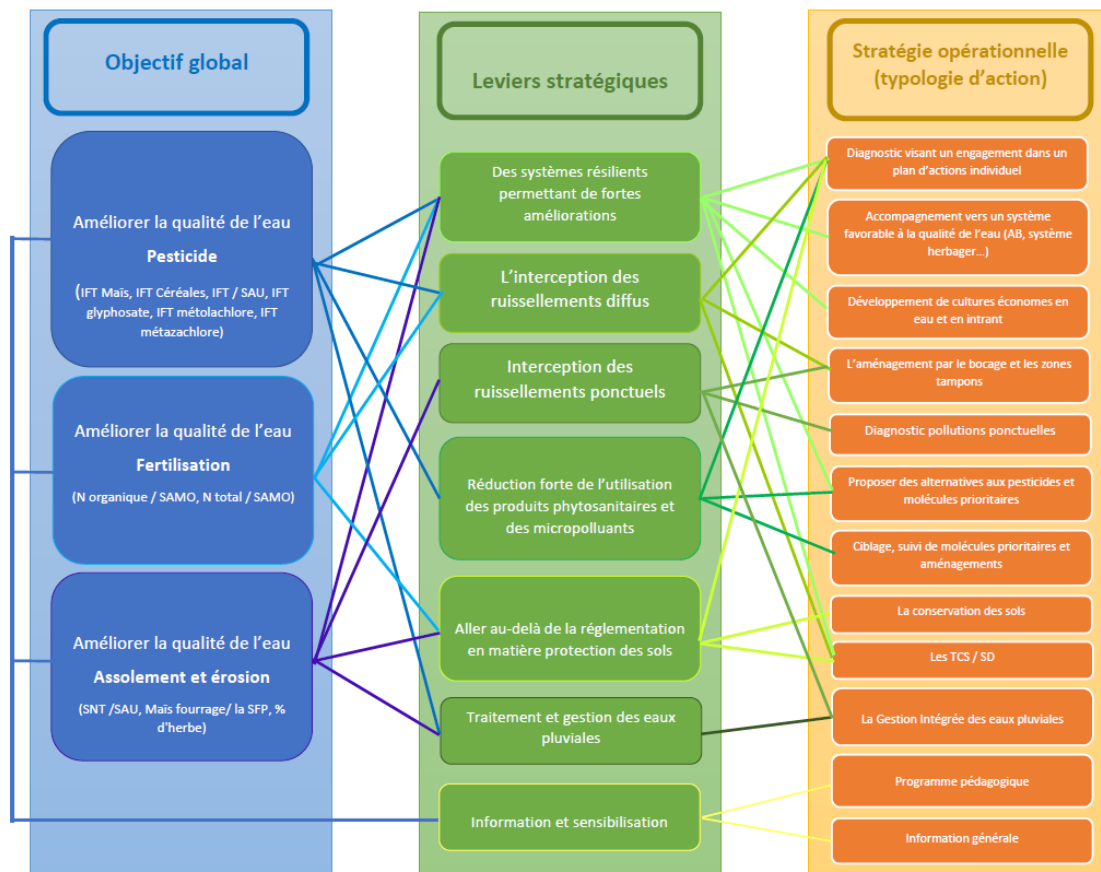 Objectif global
Améliorer la qualité de l'eau
Pesticide
(IFT Maïs, IFT Céréales, IFT / SAU, IFT
glyphosate, IFT métolachlore, IFT
métazachlore)
Améliorer la qualité de l'eau
Fertilisation
(N organique / SAMO, N total / SAMO)
Améliorer la qualité de l'eau
Assolement et érosion
(SNT /SAU, Maïs fourrage/ la SFP, %
d'herbe)
Leviers stratégiques
Des systèmes résilients
permettant de fortes
améliorations
L'interception des
ruissellements diffus
Interception des
ruissellements ponctuels
Réduction forte de l'utilisation
des produits phytosanitaires et
des micropolluants
Aller au-delà de la réglementation
en matière protection des sols
Traitement et gestion des eaux
pluviales
Information et sensibilisation
Stratégie opérationnelle
(typologie d'action)
Diagnostic visant un engagement dans un
plan d'actions individuel
Accompagnement vers un système
favorable à la qualité de l'eau (AB, système
herbager…)
Développement de cultures économes en
eau et en intrant
L'aménagement par le bocage et les zones
tampons
Diagnostic pollutions ponctuelles
Proposer des alternatives aux pesticides et
molécules prioritaires
Ciblage, suivi de molécules prioritaires et
aménagements
La conservation des sols
Les TCS / SD
La Gestion Intégrée des eaux pluviales
Programme pédagogique
Information générale